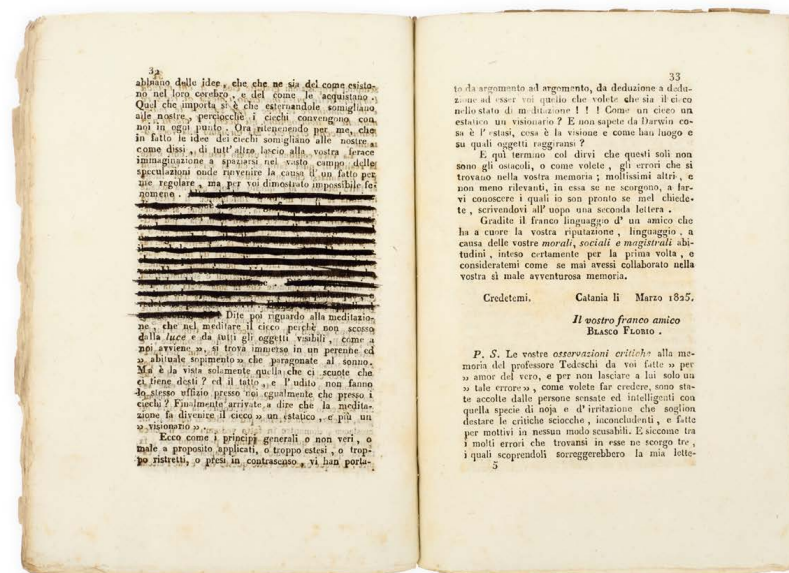 32
abbiano delle idee , che che ne sia del come esisto-
no nel loro cerebro , e del come le acquistano .
Quel che importa si è che esternandole somigliano
alle nostre , perciocchè i ciechi convengono con
noi in ogni punto . Ora ritenenendo per me, che
in fatto le idee dei ciechi somigliano alle nostre
come dissi , di tutt' altro lascio alla vostra ferace
immaginazione a spaziarsi nel vasto campo delle
speculazioni onde rinvenire la causa d' un fatto per
me regolare , ma per voi dimostrato impossibile fe-
nomeno .
Dite poi riguardo alla meditazio-
ne , che nel meditare il cieco perchè non scosso
dalla luce e da tutti gli oggetti visibili , come a
noi avviene », si trova immerso in un perenne ed
» abituale sopimento » che paragonate al sonno.
Ma è da vista solamente quella che ci scuote che
ci tiene desti ? ed il tatto , e l' udito non fanno
lo stesso uffizio presso noi egualmente che presso i
ciechi ? Finalmente arrivate a dire che la medita-
zione fa divenire il cieco » un estatico , e più un
» visionario » .
Ecco come i principj generali o non veri , o
male a proposito applicati , o troppo estesi , o trop-
po ristretti , o presi in contrasenso , vi han porta-
33
to da argomento ad argomento, da deduzione a dedu-
zione ad esser voi quello che volete che sia il cieco
nello stato di meditazione ! ! ! Come un cieco un
estatico un visionario ? E non sapete da Darwin co-
sa è l' estasi, cosa è la visione e come han luogo e
su quali oggetti raggiransi ?
E quì termino col dirvi che questi soli non
sono gli ostacoli, o come volete , gli errori che si
trovano nella vostra memoria ; moltissimi altri , e
non meno rilevanti, in essa se ne scorgono , a far-
vi conoscere i quali io son pronto se mel chiede-
te , scrivendovi all' uopo una seconda lettera .
Gradite il franco linguaggio d' un amico che
ha a cuore la vostra riputazione , linguaggio , a
causa delle vostre morali, sociali e magistrali abi-
tudini , inteso certamente per la prima volta , e
consideratemi come se mai avessi collaborato nella
vostra sì male avventurosa memoria.
Credetemi. Catania li Marzo 1825.
Il vostro franco amico
BLASCO FLORIO .
P. S. Le vostre osservazioni critiche alla me-
moria del professore Tedeschi da voi fatte » per
» amor del vero, e per non lasciare a lui solo un
» tale errore » , come volete far credere, sono sta-
te accolte dalle persone sensate ed intelligenti con
quella specie di noja e d' irritazione che soglion
destare le critiche sciocche , inconcludenti , e fatte
per mottivi in nessun modo scusabili. E siccome tra
i molti errori che trovansi in esse ne scorgo tre ,
i quali scoprendoli sorreggerebbero la mia lette-
5